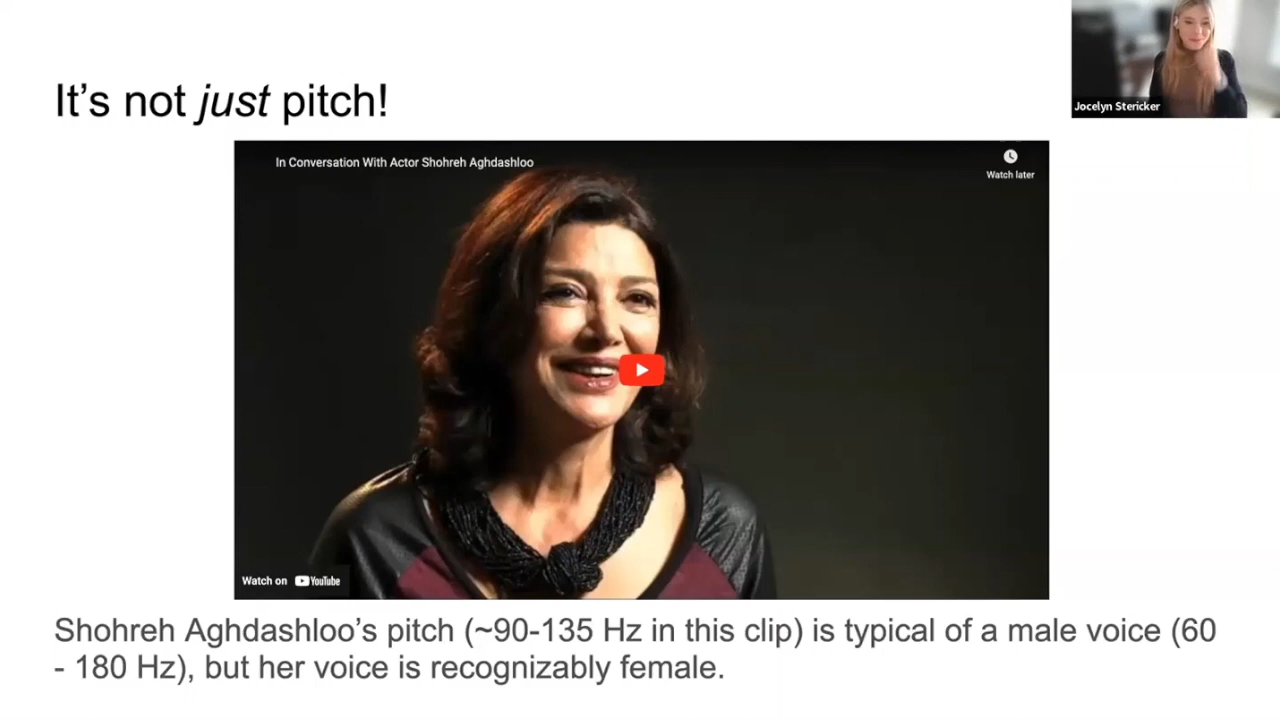 Jocelyn Stericker
It's not just pitch!
In Conversation With Actor Shohreh Aghdashloo
Watch later
Watch on YouTube
Shohreh Aghdashloo's pitch (~90-135 Hz in this clip) is typical of a male voice (60
- 180 Hz), but her voice is recognizably female.